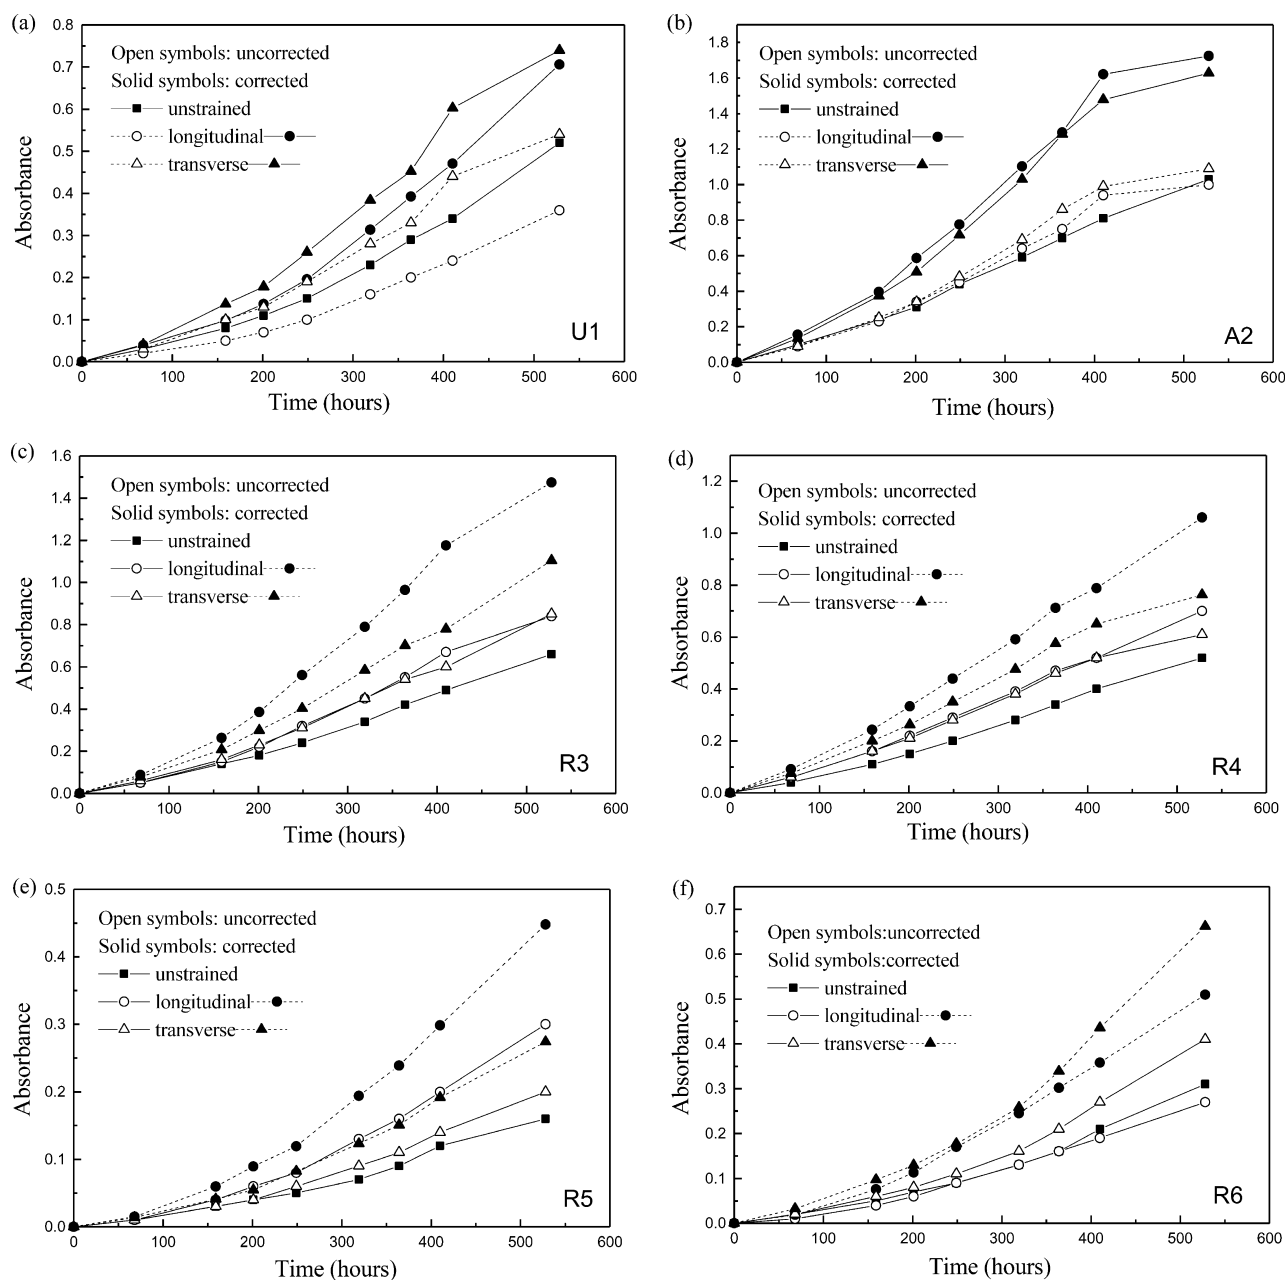 (a)
0.8
0.7
0.6
0.5
0.4
0.3
0.2
0.1
0.0
Absorbance
Open symbols: uncorrected
Solid symbols: corrected
unstrained
longitudinal
transverse
U1
0 100 200 300 400 500 600
Time (hours)
(b)
1.8
1.6
1.4
1.2
1.0
0.8
0.6
0.4
0.2
0.0
Absorbance
Open symbols: uncorrected
Solid symbols: corrected
unstrained
longitudinal
transverse
A2
0 100 200 300 400 500 600
Time (hours)
(c)
1.6
1.4
1.2
1.0
0.8
0.6
0.4
0.2
0.0
Absorbance
Open symbols: uncorrected
Solid symbols: corrected
unstrained
longitudinal
transverse
R3
0 100 200 300 400 500 600
Time (hours)
(d)
1.2
1.0
0.8
0.6
0.4
0.2
0.0
Absorbance
Open symbols: uncorrected
Solid symbols: corrected
unstrained
longitudinal
transverse
R4
0 100 200 300 400 500 600
Time (hours)
(e)
0.5
0.4
0.3
0.2
0.1
0.0
Absorbance
Open symbols: uncorrected
Solid symbols: corrected
unstrained
longitudinal
transverse
R5
0 100 200 300 400 500 600
Time (hours)
(f)
0.7
0.6
0.5
0.4
0.3
0.2
0.1
0.0
Absorbance
Open symbols:uncorrected
Solid symbols:corrected
unstrained
longitudinal
transverse
R6
0 100 200 300 400 500 600
Time (hours)